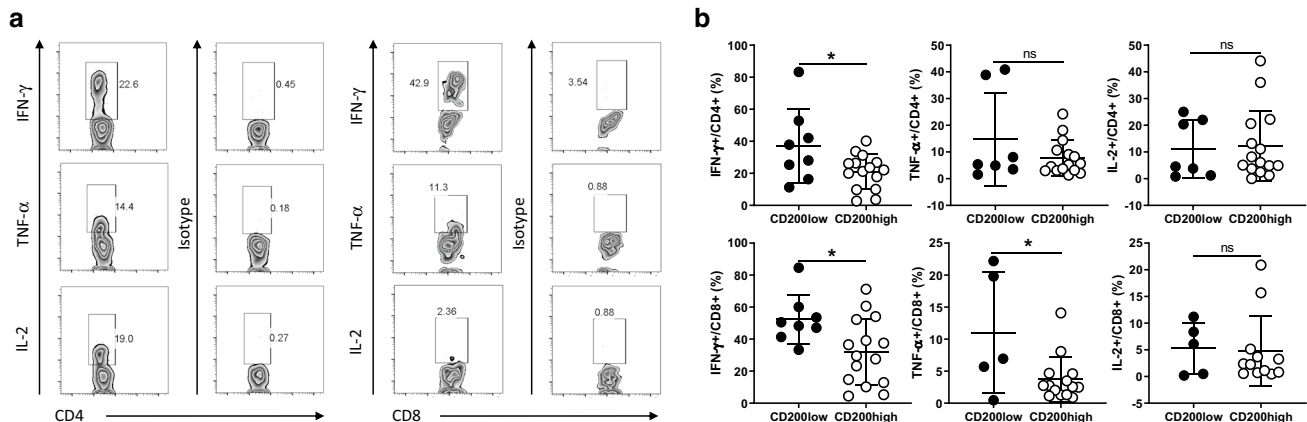 a
IFN-γ
22.6
0.45
TNF-α
14.4
0.18
IL-2
19.0
0.27
Isotype
CD4
IFN-γ
42.9
3.54
TNF-α
11.3
0.88
IL-2
2.36
0.88
Isotype
CD8
b
IFN-γ+/CD4+ (%)
100
80
60
40
20
0
*
CD200low CD200high
TNF-α+/CD4+ (%)
50
40
30
20
10
0
-10
ns
CD200low CD200high
IL-2+/CD4+ (%)
50
40
30
20
10
0
-10
ns
CD200low CD200high
IFN-γ+/CD8+ (%)
100
80
60
40
20
0
*
CD200low CD200high
TNF-α+/CD8+ (%)
25
20
15
10
5
0
*
CD200low CD200high
IL-2+/CD8+ (%)
25
20
15
10
5
0
-5
ns
CD200low CD200high